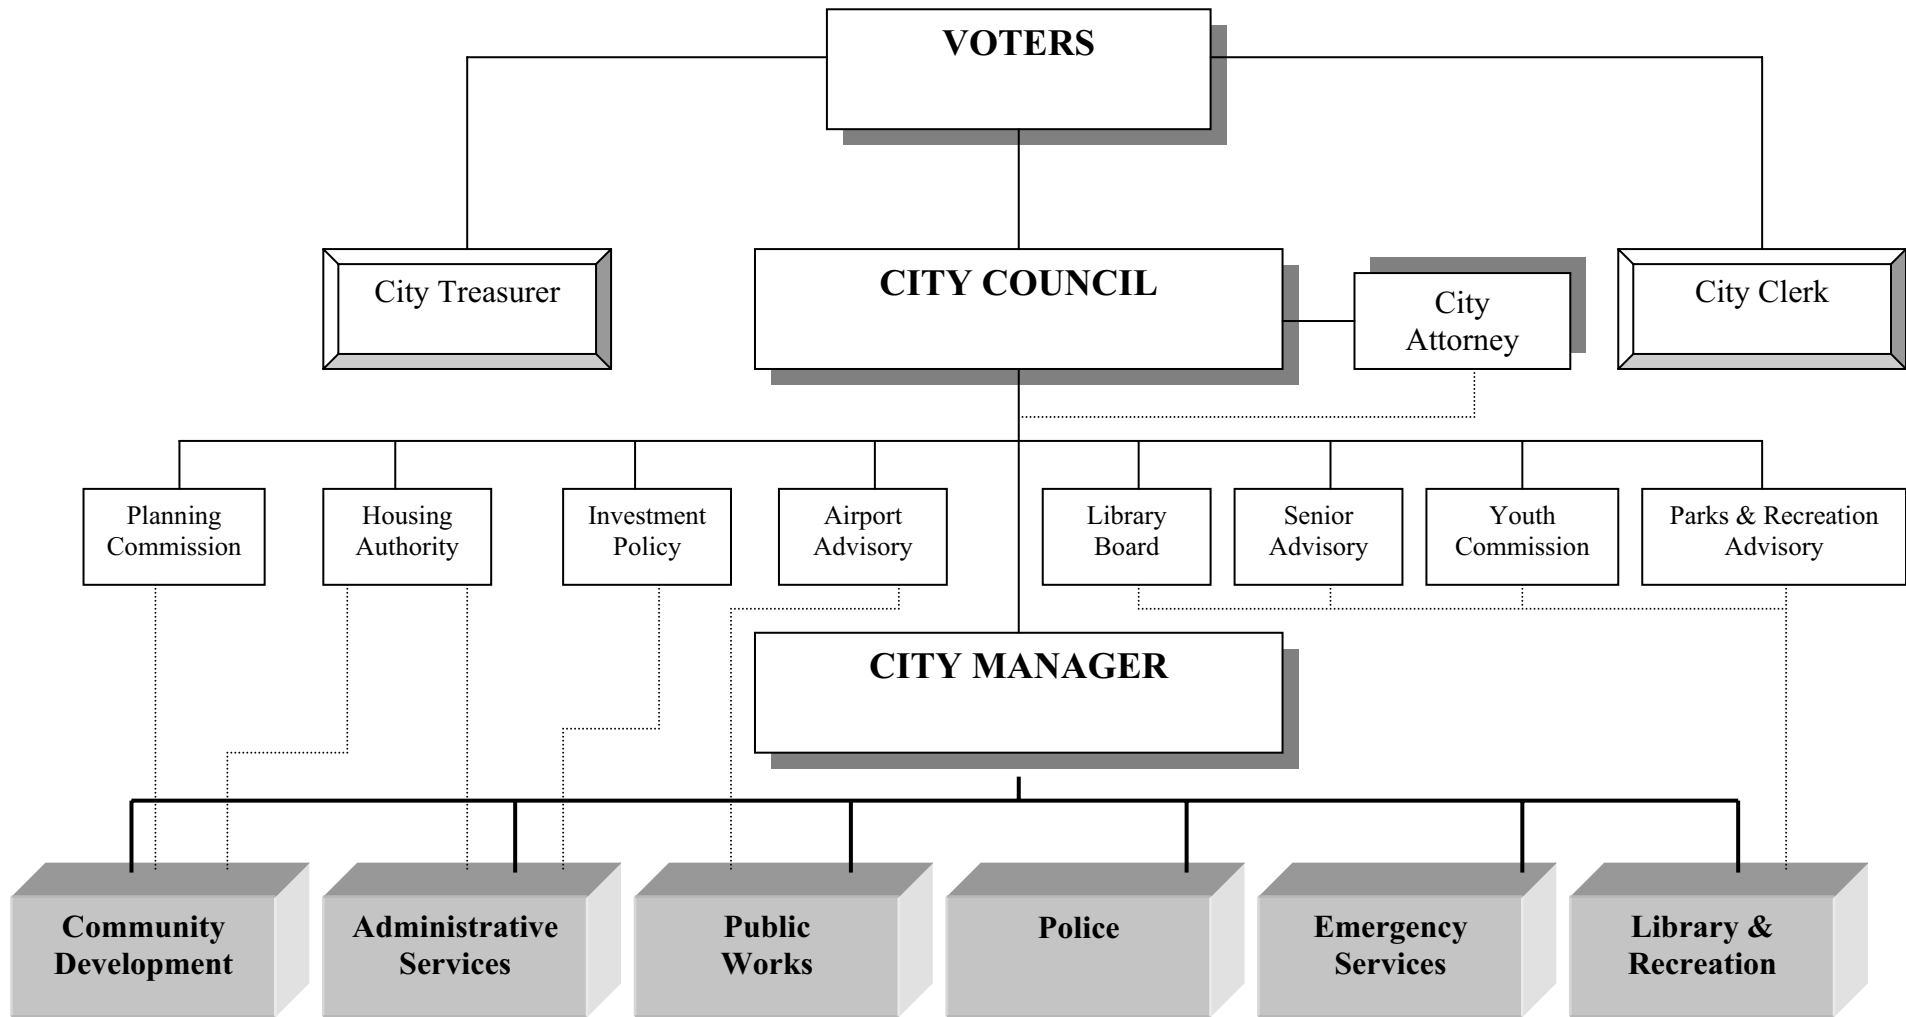 VOTERS
City Treasurer
CITY COUNCIL
City
Attorney
City Clerk
Planning
Commission
Housing
Authority
Investment
Policy
Airport
Advisory
Library
Board
Senior
Advisory
Youth
Commission
Parks & Recreation
Advisory
CITY MANAGER
Community
Development
Administrative
Services
Public
Works
Police
Emergency
Services
Library &
Recreation